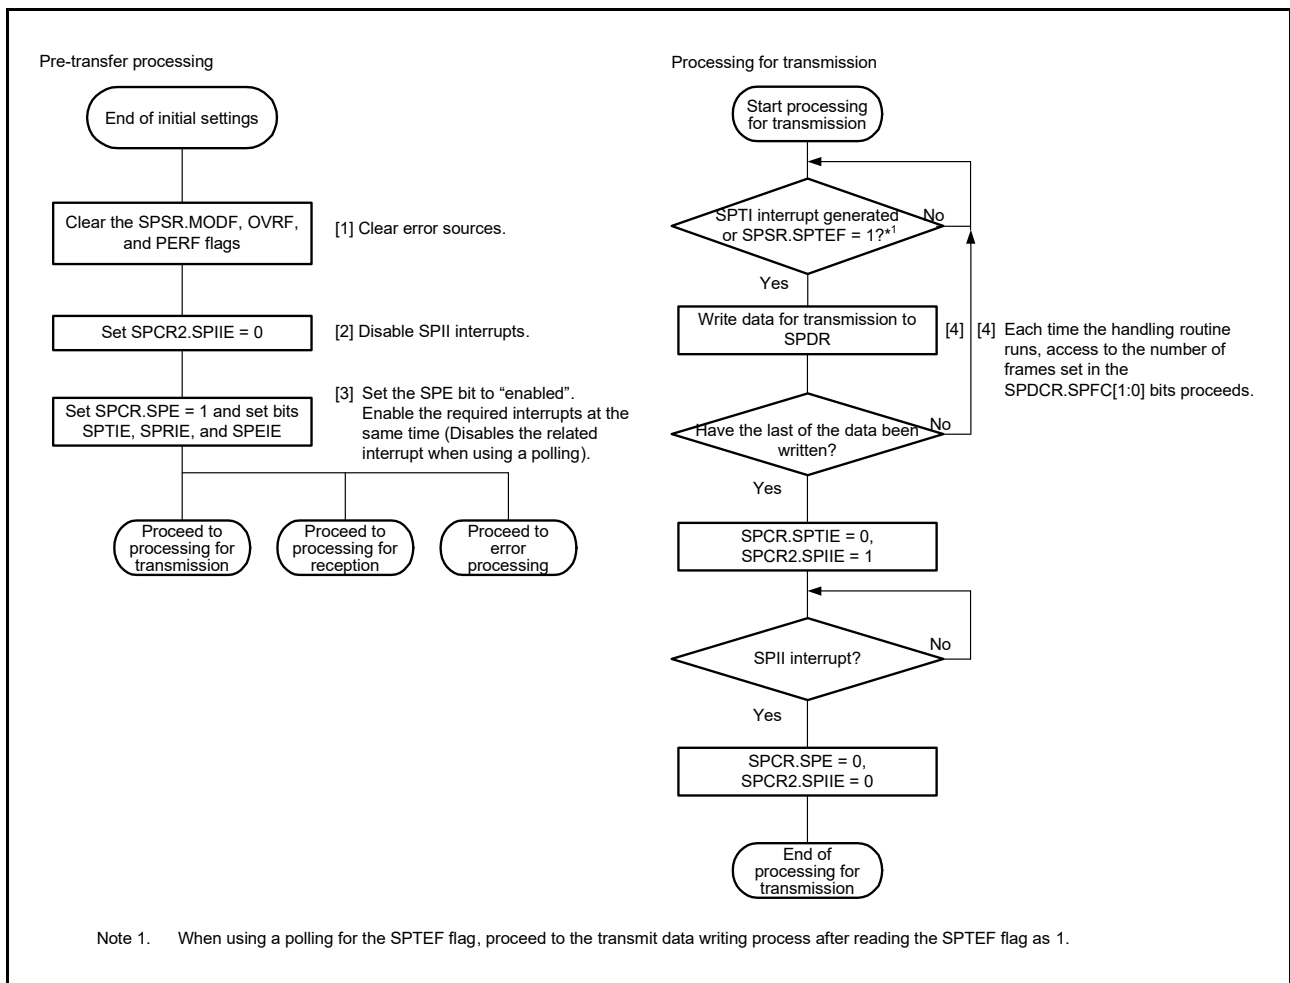 Pre-transfer processing
End of initial settings
Clear the SPSR.MODF, OVRF,
and PERF flags
[1] Clear error sources.
Set SPCR2.SPIIE = 0
[2] Disable SPII interrupts.
Set SPCR.SPE = 1 and set bits
SPTIE, SPRIE, and SPEIE
[3] Set the SPE bit to “enabled”.
Enable the required interrupts at the
same time (Disables the related
interrupt when using a polling).
Proceed to
processing for
transmission
Proceed to
processing for
reception
Proceed to
error
processing
Processing for transmission
Start processing
for transmission
SPTI interrupt generated
or SPSR.SPTEF = 1?*1
No
Yes
Write data for transmission to
SPDR
[4]
[4] Each time the handling routine
runs, access to the number of
frames set in the
SPDCR.SPFC[1:0] bits proceeds.
Have the last of the data been
written?
No
Yes
SPCR.SPTIE = 0,
SPCR2.SPIIE = 1
SPII interrupt?
No
Yes
SPCR.SPE = 0,
SPCR2.SPIIE = 0
End of
processing for
transmission
Note 1. When using a polling for the SPTEF flag, proceed to the transmit data writing process after reading the SPTEF flag as 1.